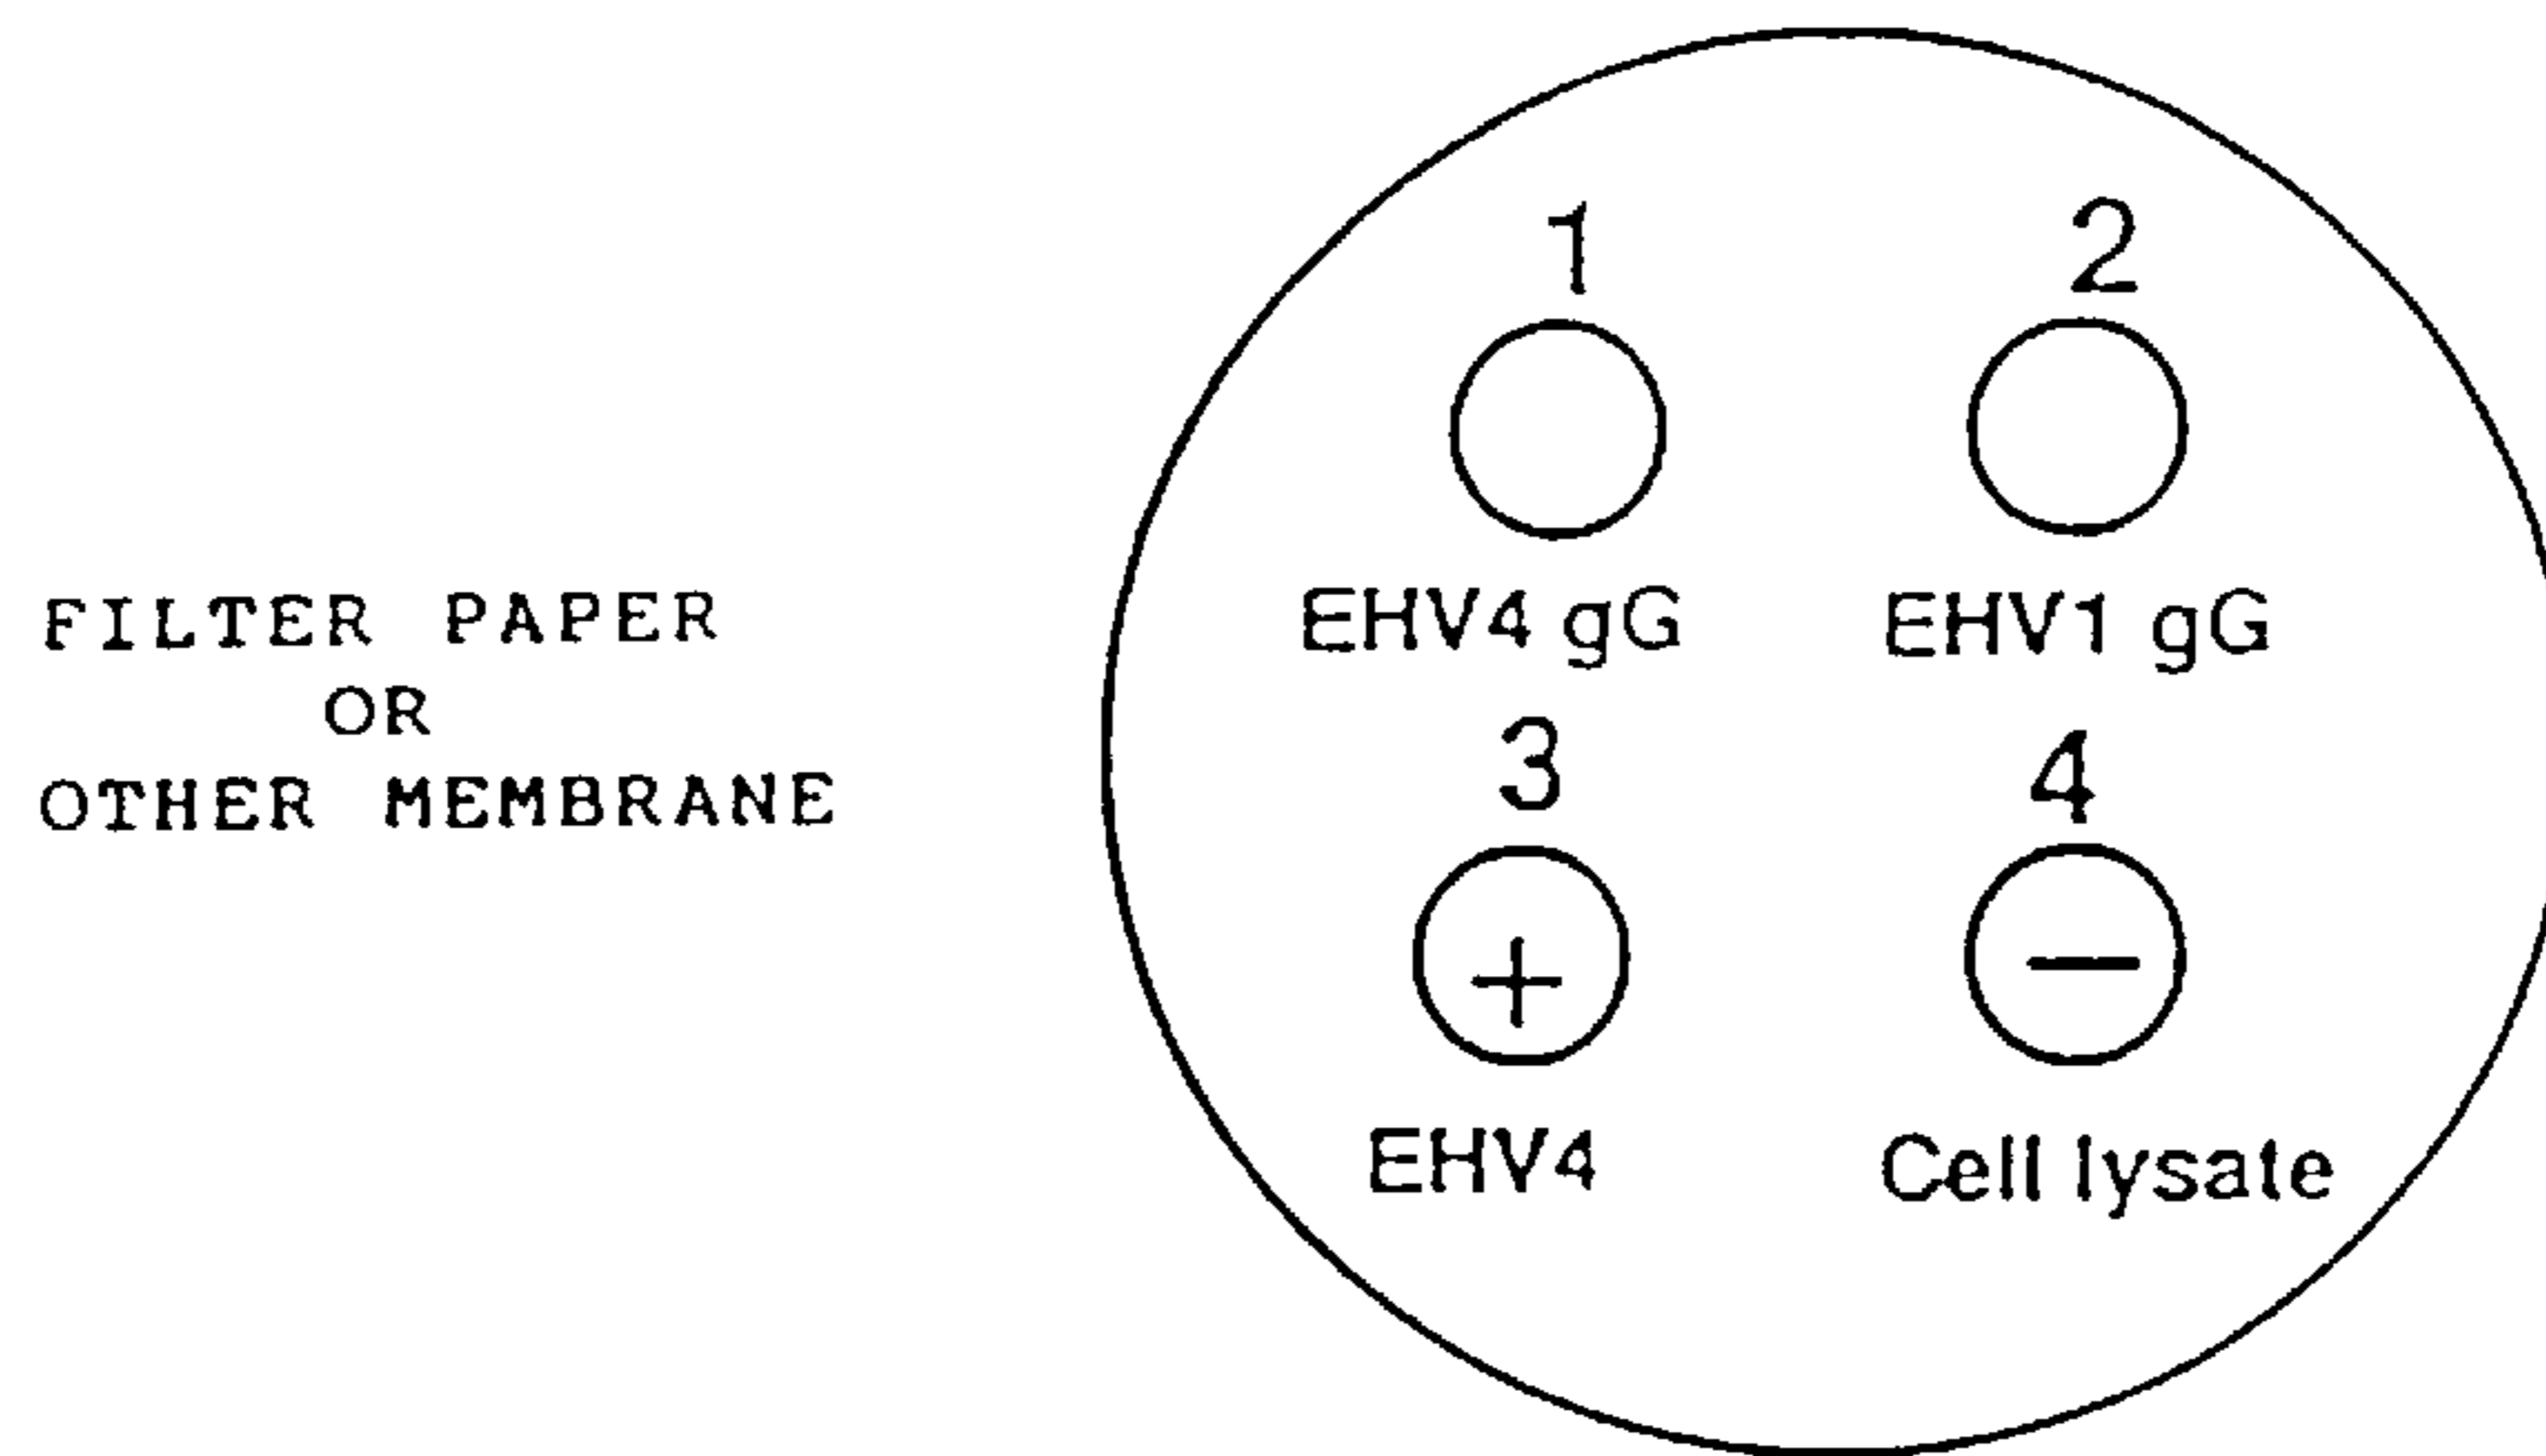 FILTER PAPER
OR
OTHER MEMBRANE
1 2
EHV4 gG EHV1 gG
3 4
+ −
EHV4 Cell lysate